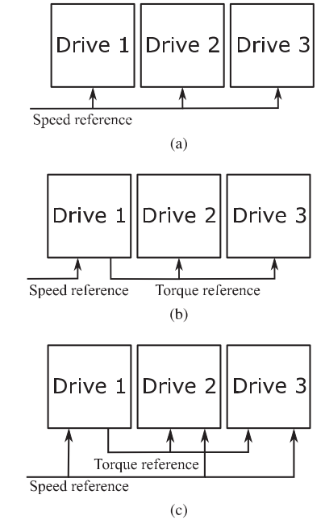 Drive 1 Drive 2 Drive 3
Speed reference
(a)
Drive 1 Drive 2 Drive 3
Speed reference Torque reference
(b)
Drive 1 Drive 2 Drive 3
Torque reference
Speed reference
(c)